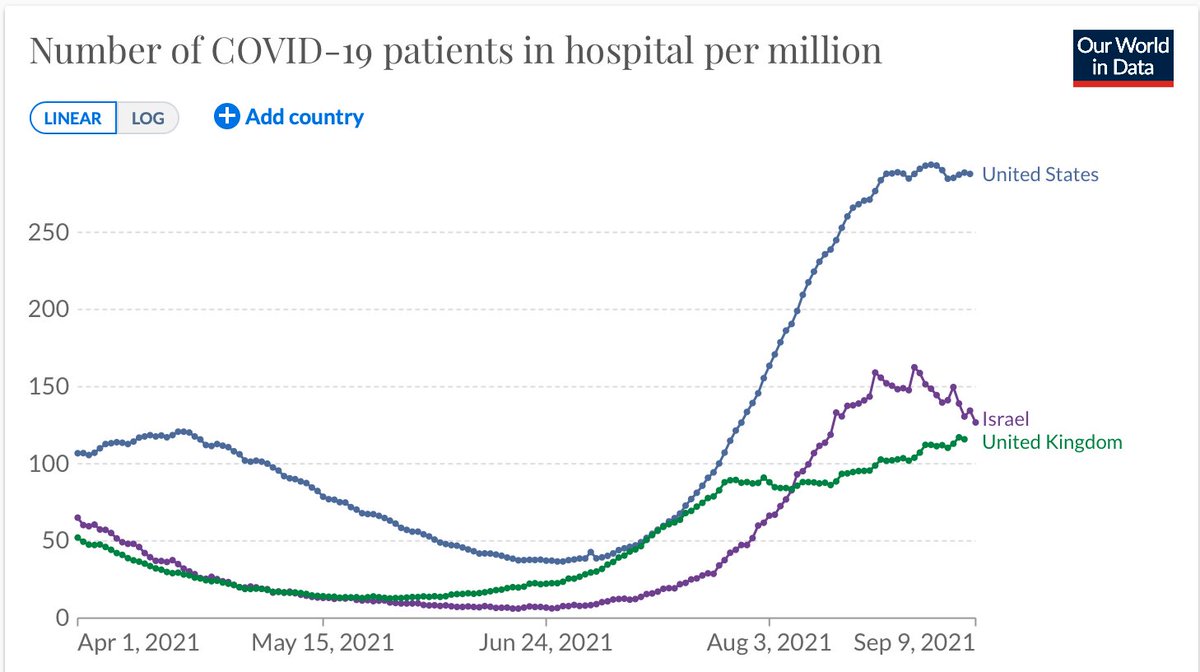 Number of COVID-19 patients in hospital per million
Our World
in Data
LINEAR
LOG
Add country
United States
250
200
150
Israel
United Kingdom
100
50
0
Apr 1, 2021
May 15, 2021
Jun 24, 2021
Aug 3, 2021
Sep 9, 2021